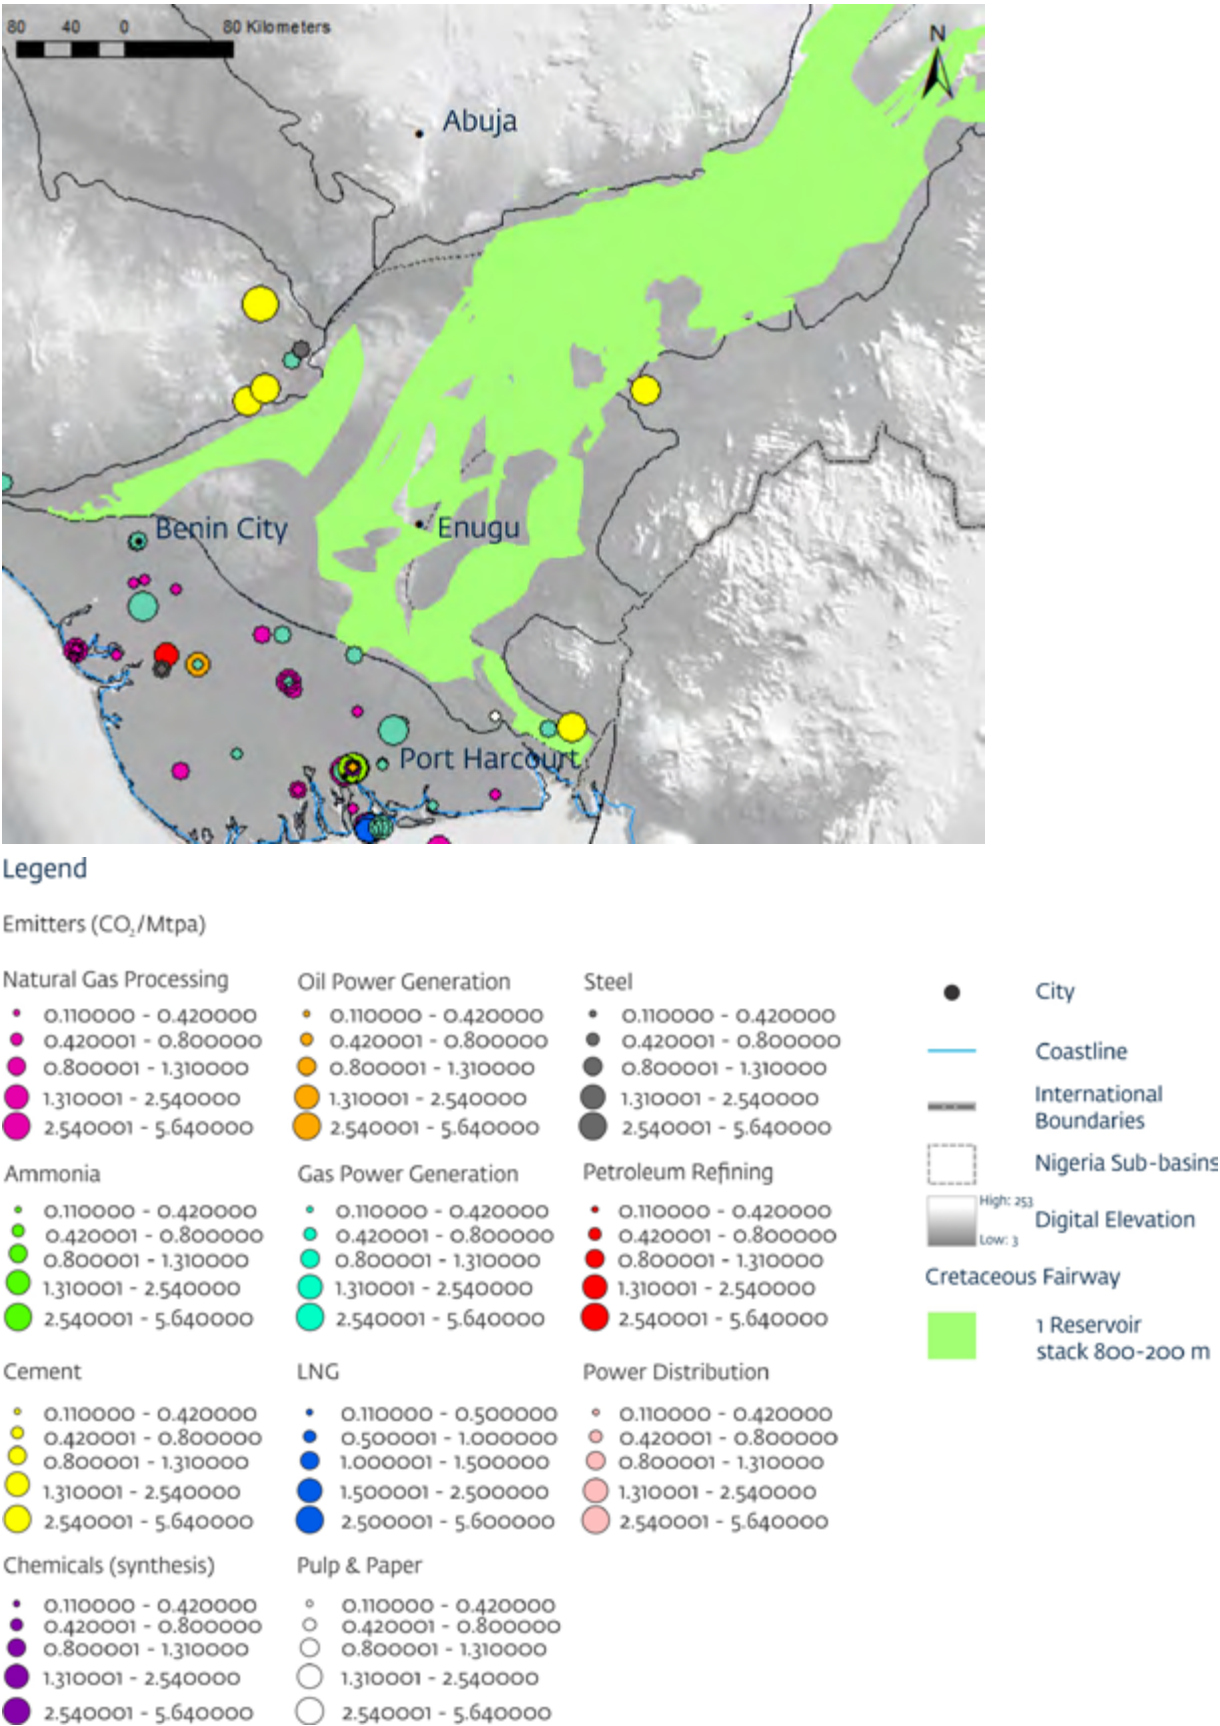 80 40 0 80 Kilometers
N
Abuja
Benin City
Enugu
Port Harcourt
Legend
Emitters (CO₂/Mtpa)
Natural Gas Processing
0.110000 - 0.420000
0.420001 - 0.800000
0.800001 - 1.310000
1.310001 - 2.540000
2.540001 - 5.640000
Oil Power Generation
0.110000 - 0.420000
0.420001 - 0.800000
0.800001 - 1.310000
1.310001 - 2.540000
2.540001 - 5.640000
Steel
0.110000 - 0.420000
0.420001 - 0.800000
0.800001 - 1.310000
1.310001 - 2.540000
2.540001 - 5.640000
Ammonia
0.110000 - 0.420000
0.420001 - 0.800000
0.800001 - 1.310000
1.310001 - 2.540000
2.540001 - 5.640000
Gas Power Generation
0.110000 - 0.420000
0.420001 - 0.800000
0.800001 - 1.310000
1.310001 - 2.540000
2.540001 - 5.640000
Petroleum Refining
0.110000 - 0.420000
0.420001 - 0.800000
0.800001 - 1.310000
1.310001 - 2.540000
2.540001 - 5.640000
Cement
0.110000 - 0.420000
0.420001 - 0.800000
0.800001 - 1.310000
1.310001 - 2.540000
2.540001 - 5.640000
LNG
0.110000 - 0.500000
0.500001 - 1.000000
1.000001 - 1.500000
1.500001 - 2.500000
2.500001 - 5.600000
Power Distribution
0.110000 - 0.420000
0.420001 - 0.800000
0.800001 - 1.310000
1.310001 - 2.540000
2.540001 - 5.640000
Chemicals (synthesis)
0.110000 - 0.420000
0.420001 - 0.800000
0.800001 - 1.310000
1.310001 - 2.540000
2.540001 - 5.640000
Pulp & Paper
0.110000 - 0.420000
0.420001 - 0.800000
0.800001 - 1.310000
1.310001 - 2.540000
2.540001 - 5.640000
City
Coastline
International
Boundaries
Nigeria Sub-basins
High: 253
Digital Elevation
Low: 3
Cretaceous Fairway
1 Reservoir
stack 800-200 m